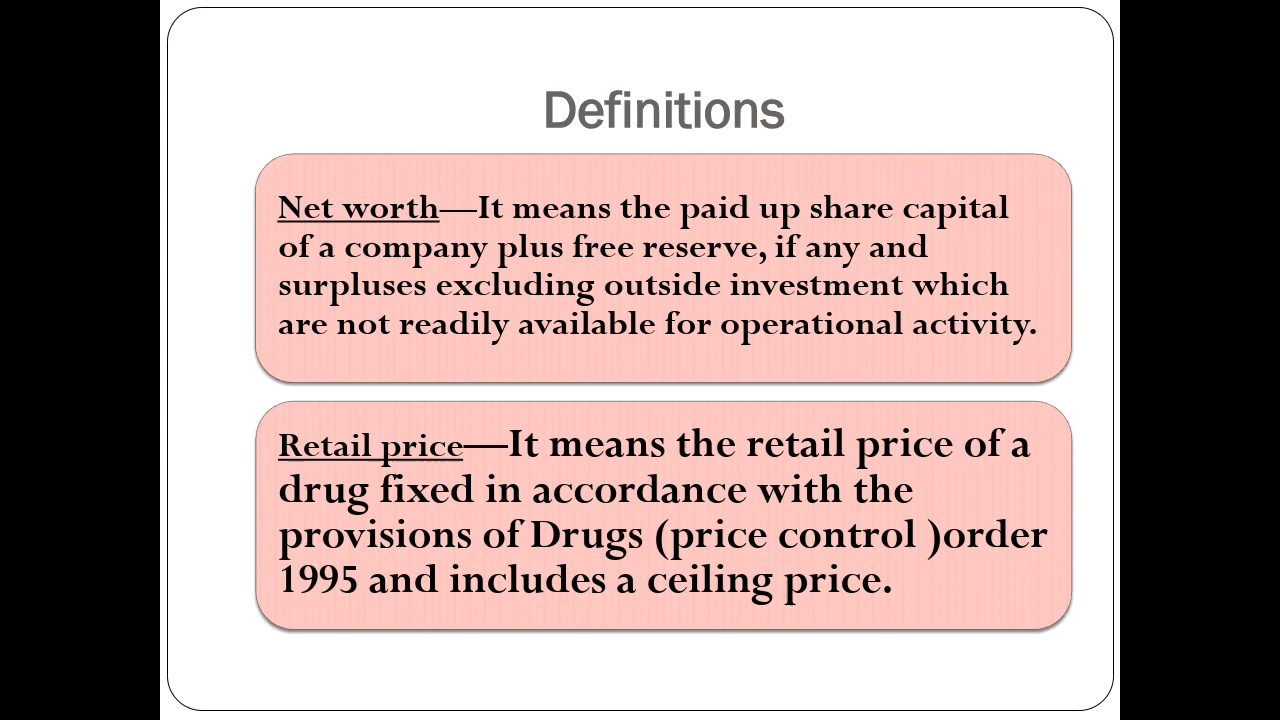 Definitions
Net worth—It means the paid up share capital
of a company plus free reserve, if any and
surpluses excluding outside investment which
are not readily available for operational activity.
Retail price—It means the retail price of a
drug fixed in accordance with the
provisions of Drugs (price control )order
1995 and includes a ceiling price.